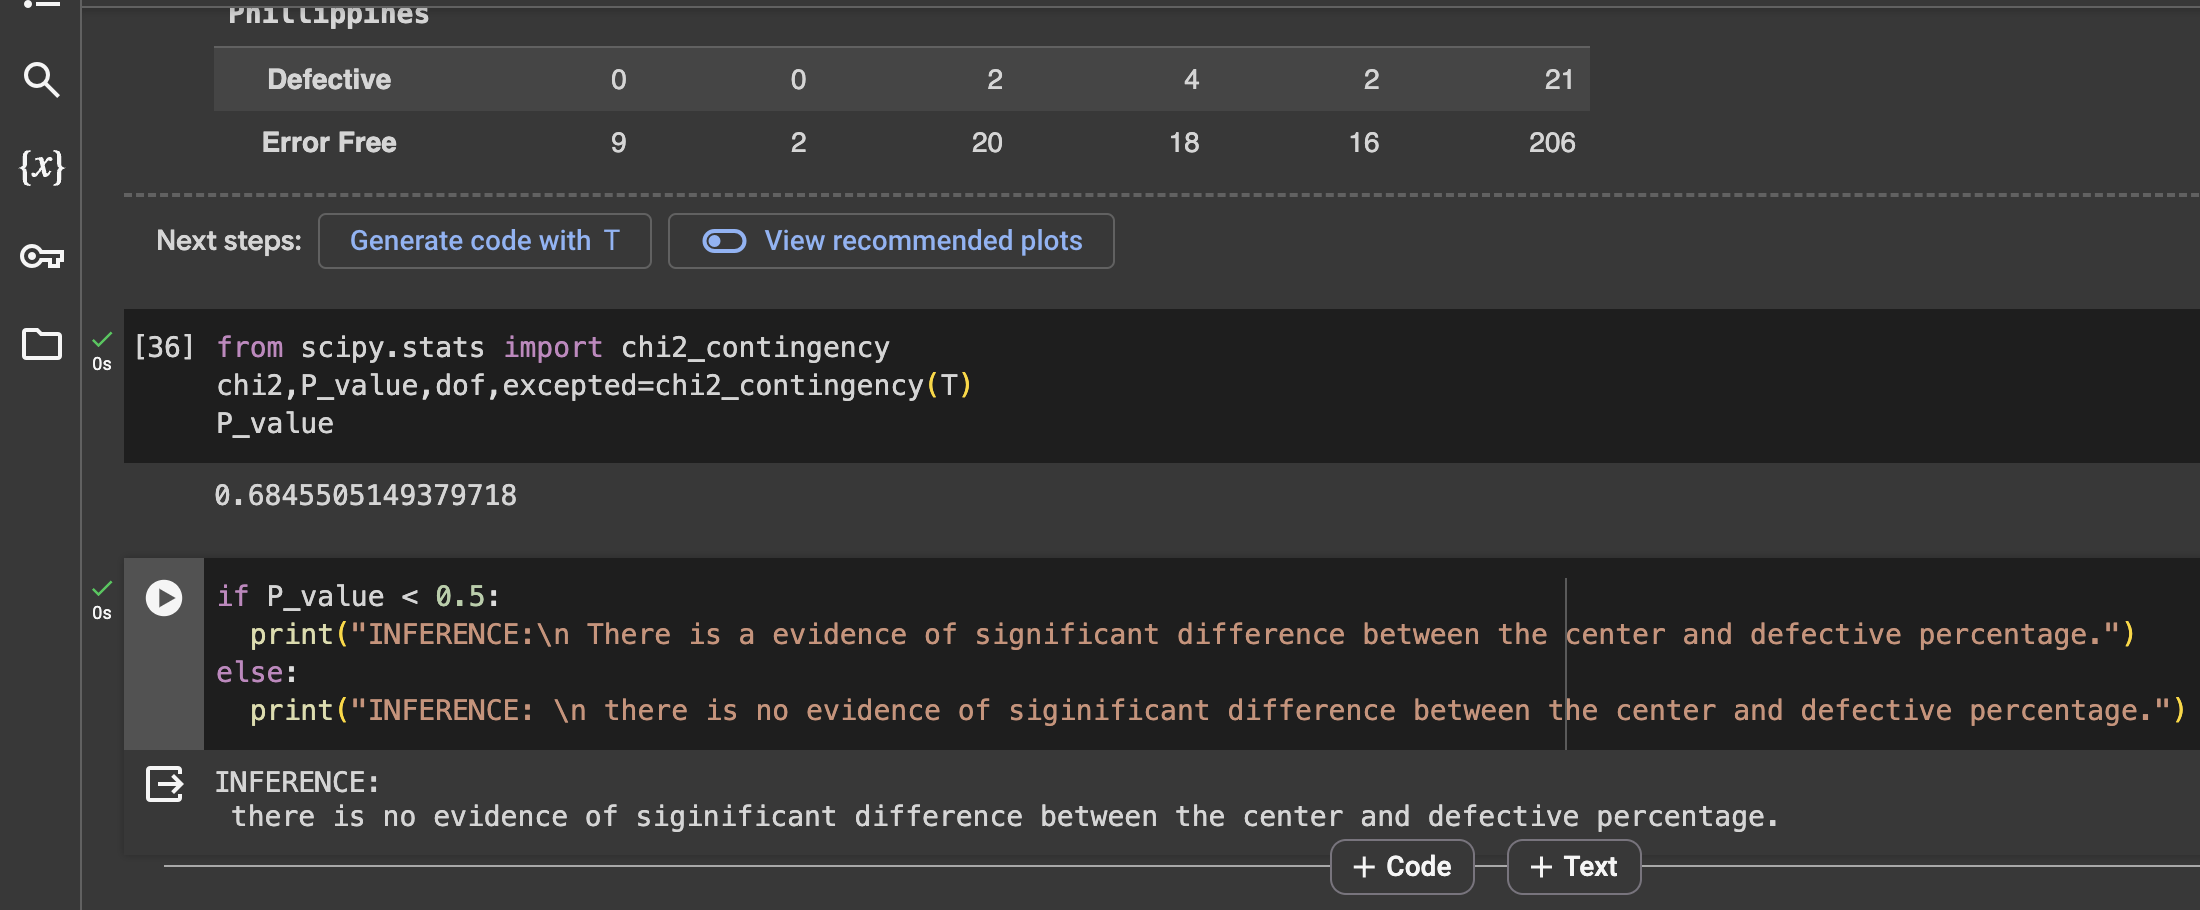 Phillippines
Defective 0 0 2 4 2 21
Error Free 9 2 20 18 16 206
Next steps: Generate code with T View recommended plots
{x}
0s
[36] from scipy.stats import chi2_contingency
chi2,P_value,dof,excepted=chi2_contingency(T)
P_value
0.6845505149379718
0s
if P_value < 0.5:
  print("INFERENCE:\n There is a evidence of significant difference between the center and defective percentage.")
else:
  print("INFERENCE: \n there is no evidence of siginificant difference between the center and defective percentage.")
INFERENCE:
 there is no evidence of siginificant difference between the center and defective percentage.
+ Code + Text